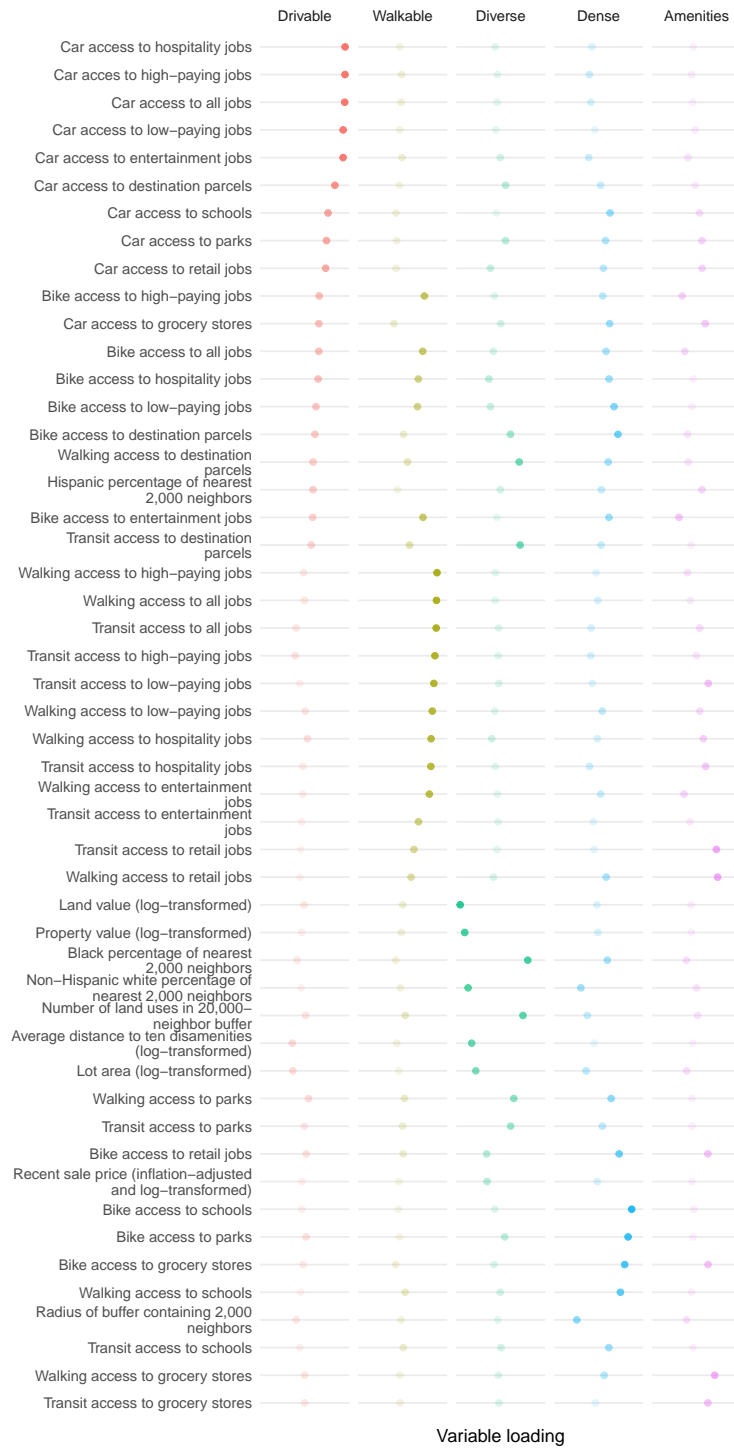 Drivable Walkable Diverse Dense Amenities
Car access to hospitality jobs
Car acces to high−paying jobs
Car access to all jobs
Car access to low−paying jobs
Car access to entertainment jobs
Car access to destination parcels
Car access to schools
Car access to parks
Car access to retail jobs
Bike access to high−paying jobs
Car access to grocery stores
Bike access to all jobs
Bike access to hospitality jobs
Bike access to low−paying jobs
Bike access to destination parcels
Walking access to destination
parcels
Hispanic percentage of nearest
2,000 neighbors
Bike access to entertainment jobs
Transit access to destination
parcels
Walking access to high−paying jobs
Walking access to all jobs
Transit access to all jobs
Transit access to high−paying jobs
Transit access to low−paying jobs
Walking access to low−paying jobs
Walking access to hospitality jobs
Transit access to hospitality jobs
Walking access to entertainment
jobs
Transit access to entertainment
jobs
Transit access to retail jobs
Walking access to retail jobs
Land value (log−transformed)
Property value (log−transformed)
Black percentage of nearest
2,000 neighbors
Non−Hispanic white percentage of
nearest 2,000 neighbors
Number of land uses in 20,000−
neighbor buffer
Average distance to ten disamenities
(log−transformed)
Lot area (log−transformed)
Walking access to parks
Transit access to parks
Bike access to retail jobs
Recent sale price (inflation−adjusted
and log−transformed)
Bike access to schools
Bike access to parks
Bike access to grocery stores
Walking access to schools
Radius of buffer containing 2,000
neighbors
Transit access to schools
Walking access to grocery stores
Transit access to grocery stores
Variable loading